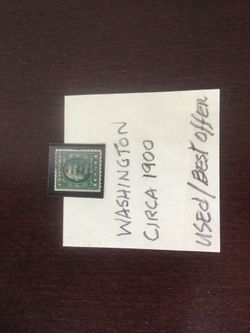 WASHINGTON
CIRCA 1900
USED/BEST OFFER